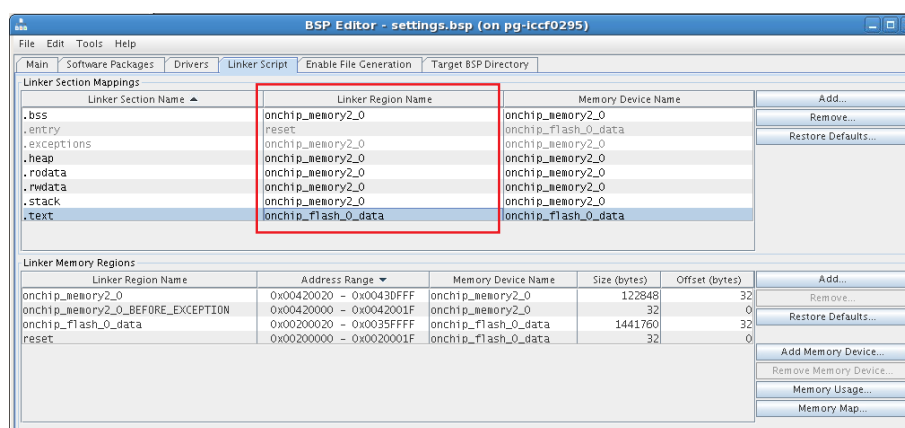 BSP Editor - settings.bsp (on pg-iccf0295)
File Edit Tools Help
Main Software Packages Drivers Linker Script Enable File Generation Target BSP Directory
Linker Section Mappings
Linker Section Name Linker Region Name Memory Device Name Add...
.bss onchip_memory2_0 onchip_memory2_0 Remove...
.entry reset onchip_flash_0_data Restore Defaults...
.exceptions onchip_memory2_0 onchip_memory2_0
.heap onchip_memory2_0 onchip_memory2_0
.rodata onchip_memory2_0 onchip_memory2_0
.rwdata onchip_memory2_0 onchip_memory2_0
.stack onchip_memory2_0 onchip_memory2_0
.text onchip_flash_0_data onchip_flash_0_data
Linker Memory Regions
Linker Region Name Address Range Memory Device Name Size (bytes) Offset (bytes) Add...
onchip_memory2_0 0x00420020 - 0x0043DFFF onchip_memory2_0 122848 32 Remove...
onchip_memory2_0_BEFORE_EXCEPTION 0x00420000 - 0x0042001F onchip_memory2_0 32 0 Restore Defaults...
onchip_flash_0_data 0x00200020 - 0x0035FFFF onchip_flash_0_data 1441760 32
reset 0x00200000 - 0x0020001F onchip_flash_0_data 32 0
Add Memory Device...
Remove Memory Device...
Memory Usage...
Memory Map...